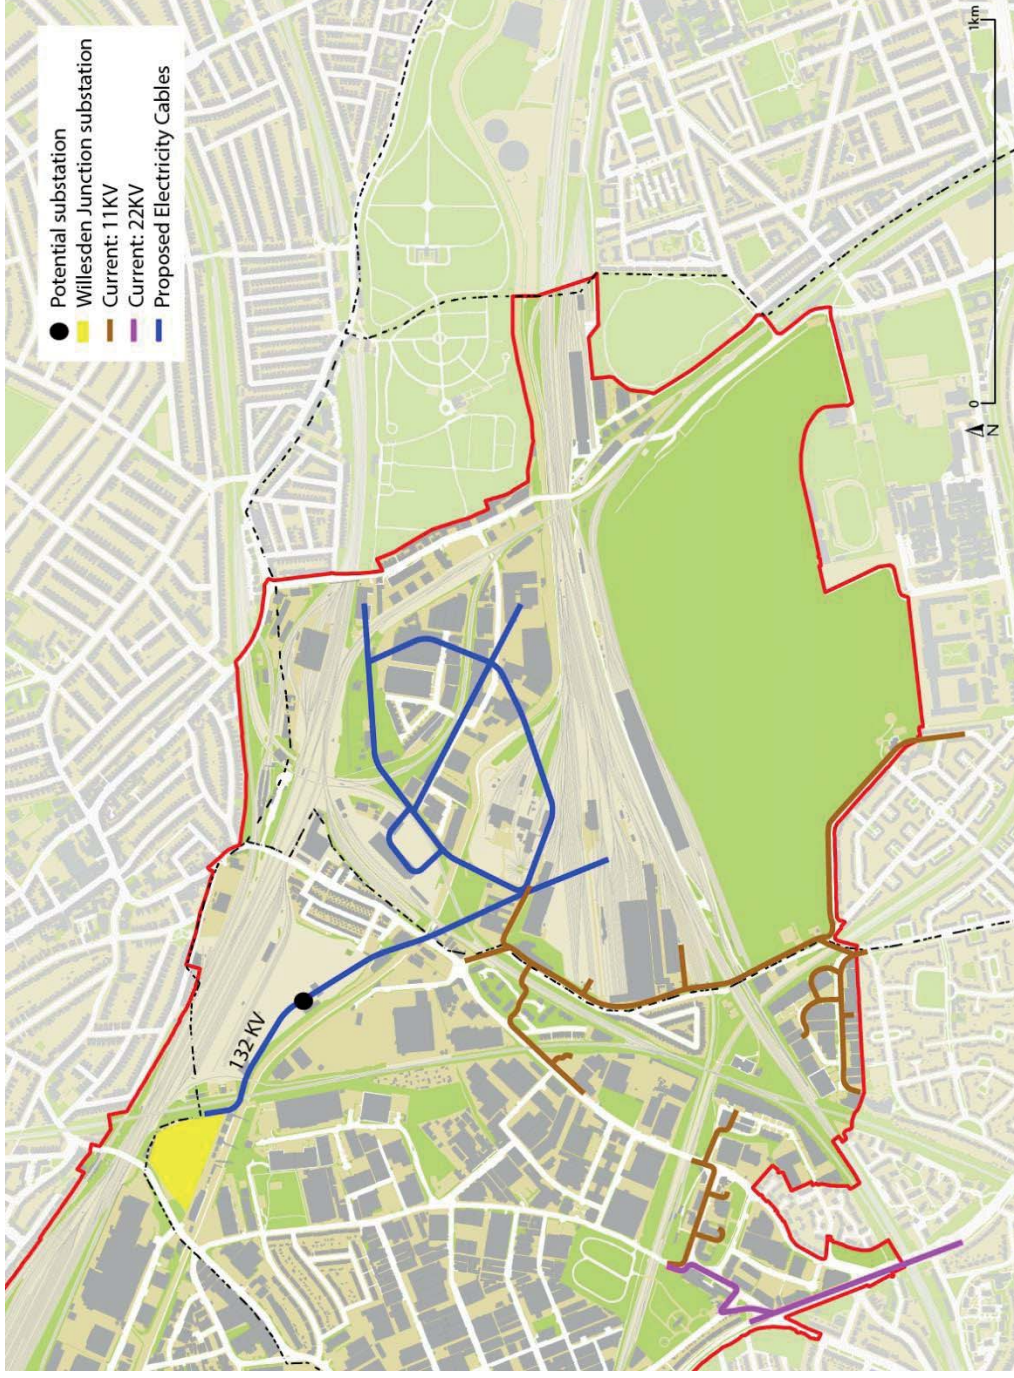 Potential substation
Willesden Junction substation
Current: 11KV
Current: 22KV
Proposed Electricity Cables
132 KV
N
0
1km